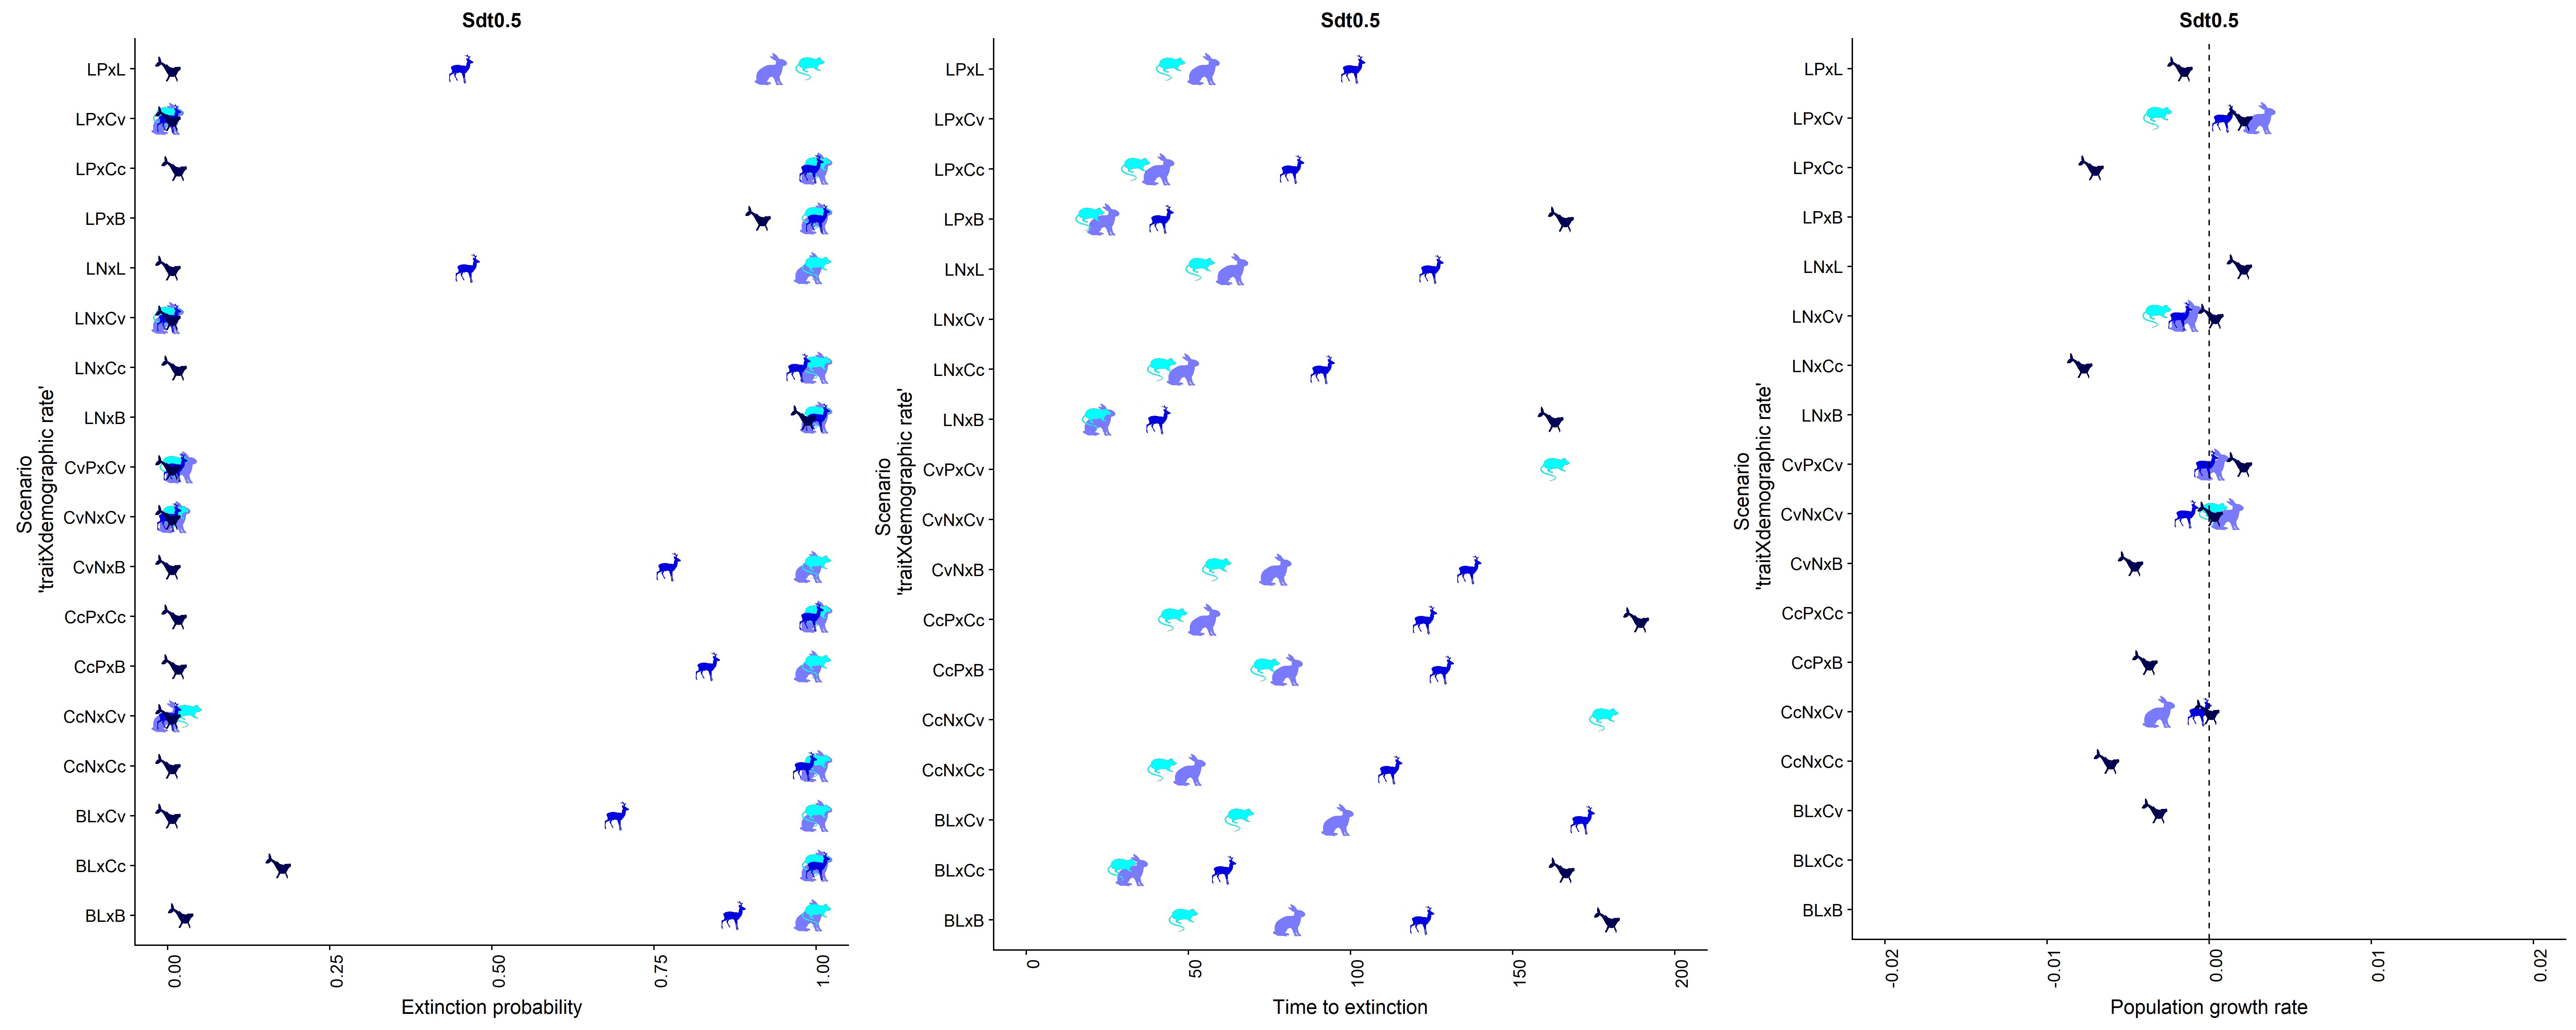 Sdt0.5
LPxL
LPxCv
LPxCc
LPxB
LNxL
LNxCv
LNxCc
LNxB
CvPxCv
CvNxCv
CvNxB
CcPxCc
CcPxB
CcNxCv
CcNxCc
BLxCv
BLxCc
BLxB
Scenario
'traitXdemographic rate'
0.00
0.25
0.50
0.75
1.00
Extinction probability
Sdt0.5
LPxL
LPxCv
LPxCc
LPxB
LNxL
LNxCv
LNxCc
LNxB
CvPxCv
CvNxCv
CvNxB
CcPxCc
CcPxB
CcNxCv
CcNxCc
BLxCv
BLxCc
BLxB
Scenario
'traitXdemographic rate'
0
50
100
150
200
Time to extinction
Sdt0.5
LPxL
LPxCv
LPxCc
LPxB
LNxL
LNxCv
LNxCc
LNxB
CvPxCv
CvNxCv
CvNxB
CcPxCc
CcPxB
CcNxCv
CcNxCc
BLxCv
BLxCc
BLxB
Scenario
'traitXdemographic rate'
-0.02
-0.01
0.00
0.01
0.02
Population growth rate